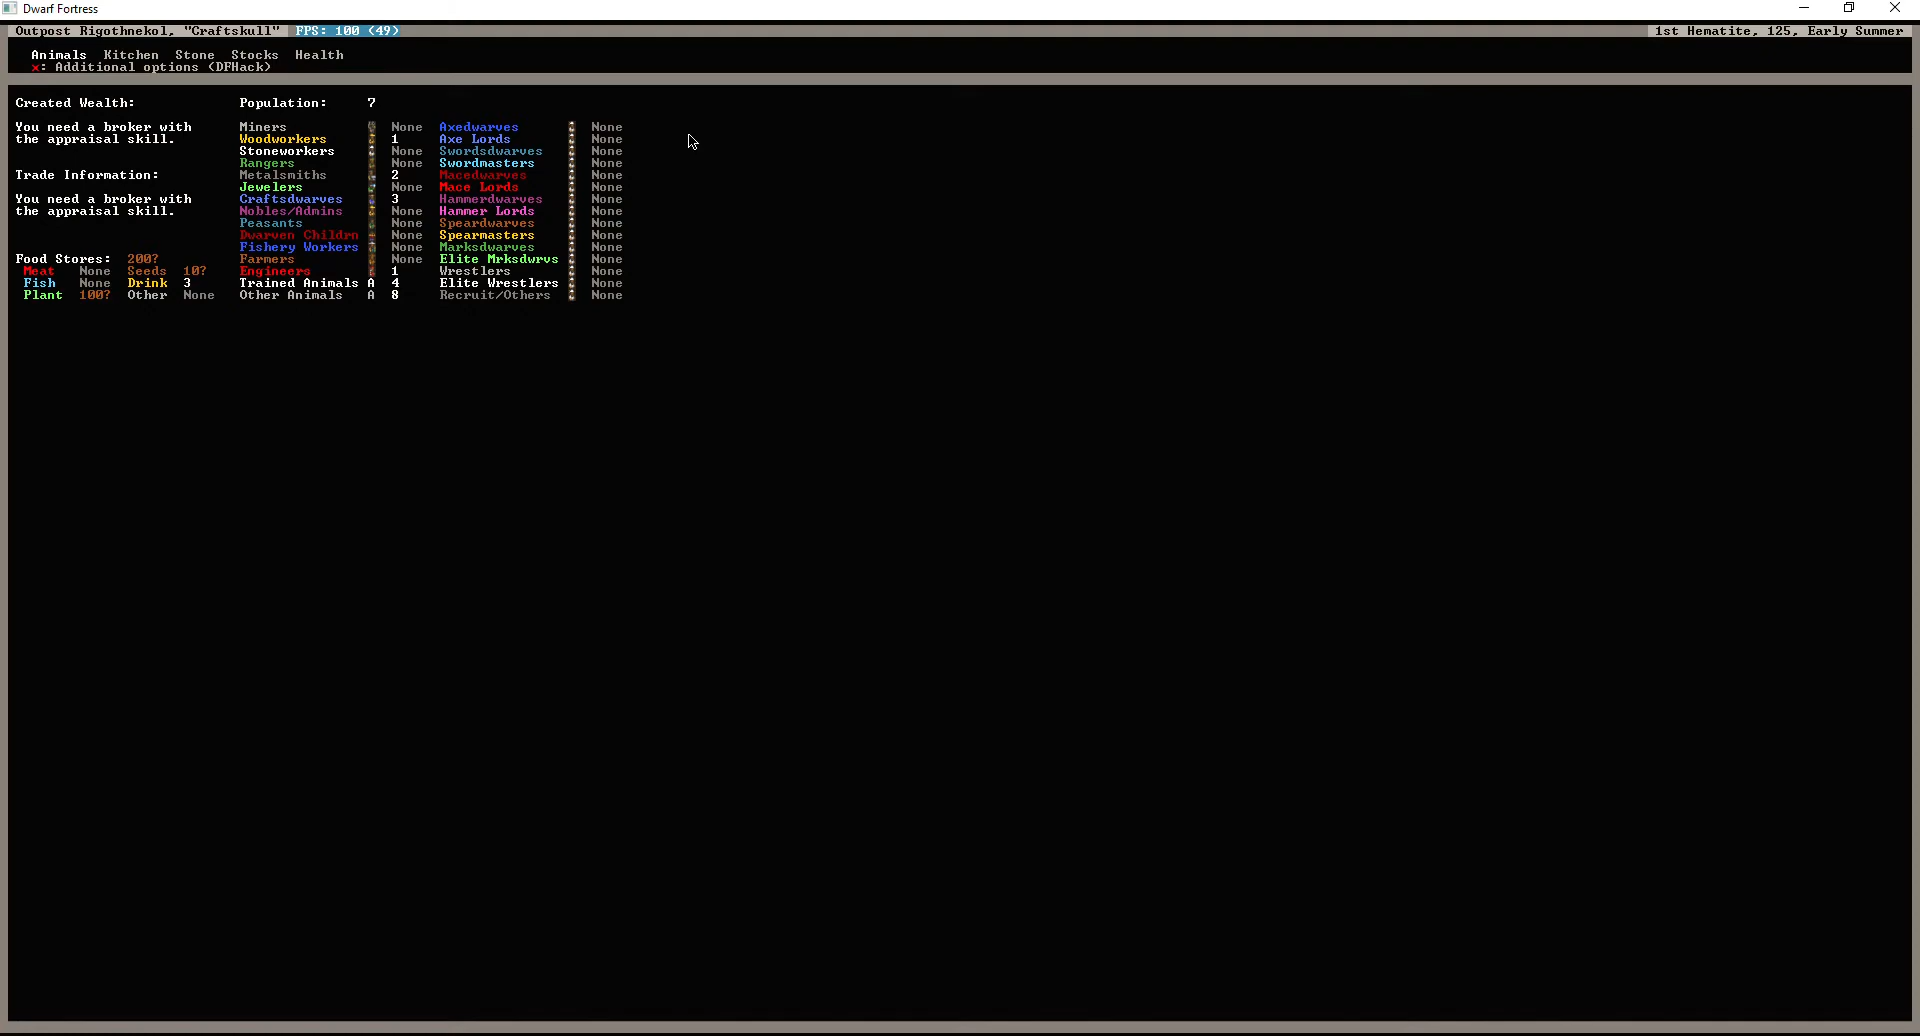 Dwarf Fortress
Outpost Rigothnekol, "Craftskull" FPS: 100 (49) 1st Hematite, 125, Early Summer
Animals Kitchen Stone Stocks Health
x: Additional options (DFHack)
Created Wealth: Population: 7
You need a broker with Miners None Axedwarves None
the appraisal skill. Woodworkers 1 Axe Lords None
Stoneworkers None Swordsdwarves None
Rangers None Swordmasters None
Trade Information: Metalsmiths 2 Macedwarves None
Jewelers None Mace Lords None
You need a broker with Craftsdwarves 3 Hammerdwarves None
the appraisal skill. Nobles/Admins None Hammer Lords None
Peasants None Speardwarves None
Dwarven Childrn None Spearmasters None
Fishery Workers None Marksdwarves None
Food Stores: 200? Farmers None Elite Mrksdwrvs None
Meat None Seeds 10? Engineers 1 Wrestlers None
Fish None Drink 3 Trained Animals A 4 Elite Wrestlers None
Plant 100? Other None Other Animals A 8 Recruit/Others None